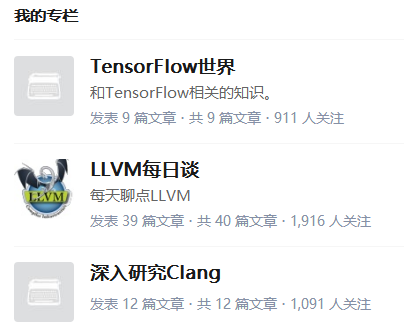 我的专栏
TensorFlow世界
和TensorFlow相关的知识。
发表 9 篇文章 · 共 9 篇文章 · 911 人关注
LLVM
LLVM每日谈
每天聊点LLVM
发表 39 篇文章 · 共 40 篇文章 · 1,916 人关注
深入研究Clang
发表 12 篇文章 · 共 12 篇文章 · 1,091 人关注